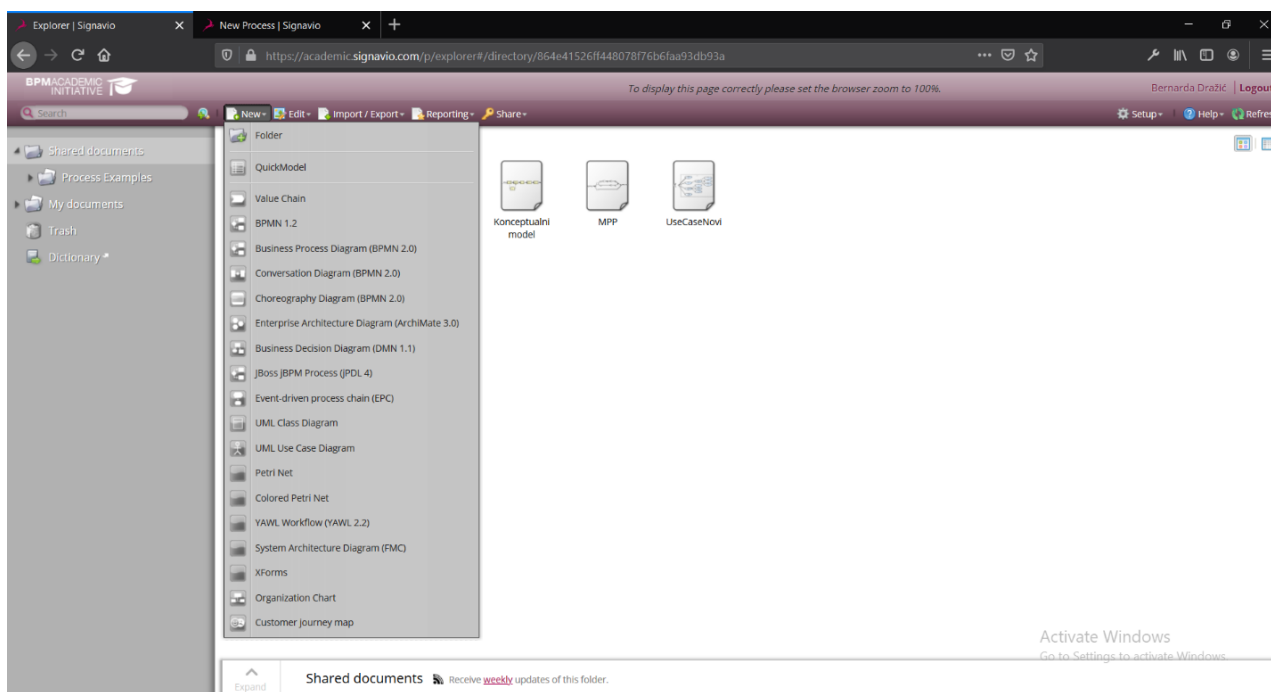 Explorer | Signavio
New Process | Signavio
https://academic.signavio.com/p/explorer#/directory/864e41526ff448078f76b6faa93db93a
BPMACADEMIC
INITIATIVE
To display this page correctly please set the browser zoom to 100%.
Bernarda Dražić | Logout
Search
New
Edit
Import / Export
Reporting
Share
Setup
Help
Refres
Shared documents
Process Examples
My documents
Trash
Dictionary
Folder
QuickModel
Value Chain
BPMN 1.2
Business Process Diagram (BPMN 2.0)
Conversation Diagram (BPMN 2.0)
Choreography Diagram (BPMN 2.0)
Enterprise Architecture Diagram (ArchiMate 3.0)
Business Decision Diagram (DMN 1.1)
JBoss jBPM Process (JPDL 4)
Event-driven process chain (EPC)
UML Class Diagram
UML Use Case Diagram
Petri Net
Colored Petri Net
YAWL Workflow (YAWL 2.2)
System Architecture Diagram (FMC)
XForms
Organization Chart
Customer journey map
Konceptualni
model
MPP
UseCaseNovi
Activate Windows
Go to Settings to activate Windows.
Expand
Shared documents
Receive weekly updates of this folder.